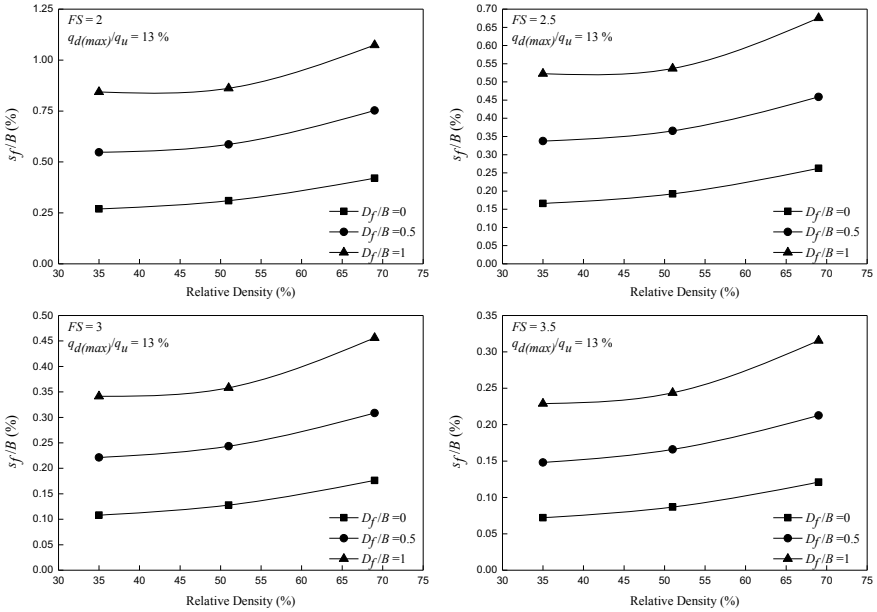 FS = 2
q_d(max)/q_u = 13 %
1.25
1.00
0.75
0.50
0.25
0.00
s_f/B (%)
D_f/B=0
D_f/B=0.5
D_f/B=1
30 35 40 45 50 55 60 65 70 75
Relative Density (%)
FS = 2.5
q_d(max)/q_u = 13 %
0.70
0.65
0.60
0.55
0.50
0.45
0.40
0.35
0.30
0.25
0.20
0.15
0.10
0.05
0.00
s_f/B (%)
D_f/B=0
D_f/B=0.5
D_f/B=1
30 35 40 45 50 55 60 65 70 75
Relative Density (%)
FS = 3
q_d(max)/q_u = 13 %
0.50
0.45
0.40
0.35
0.30
0.25
0.20
0.15
0.10
0.05
0.00
s_f/B (%)
D_f/B=0
D_f/B=0.5
D_f/B=1
30 35 40 45 50 55 60 65 70 75
Relative Density (%)
FS = 3.5
q_d(max)/q_u = 13 %
0.35
0.30
0.25
0.20
0.15
0.10
0.05
0.00
s_f/B (%)
D_f/B=0
D_f/B=0.5
D_f/B=1
30 35 40 45 50 55 60 65 70 75
Relative Density (%)